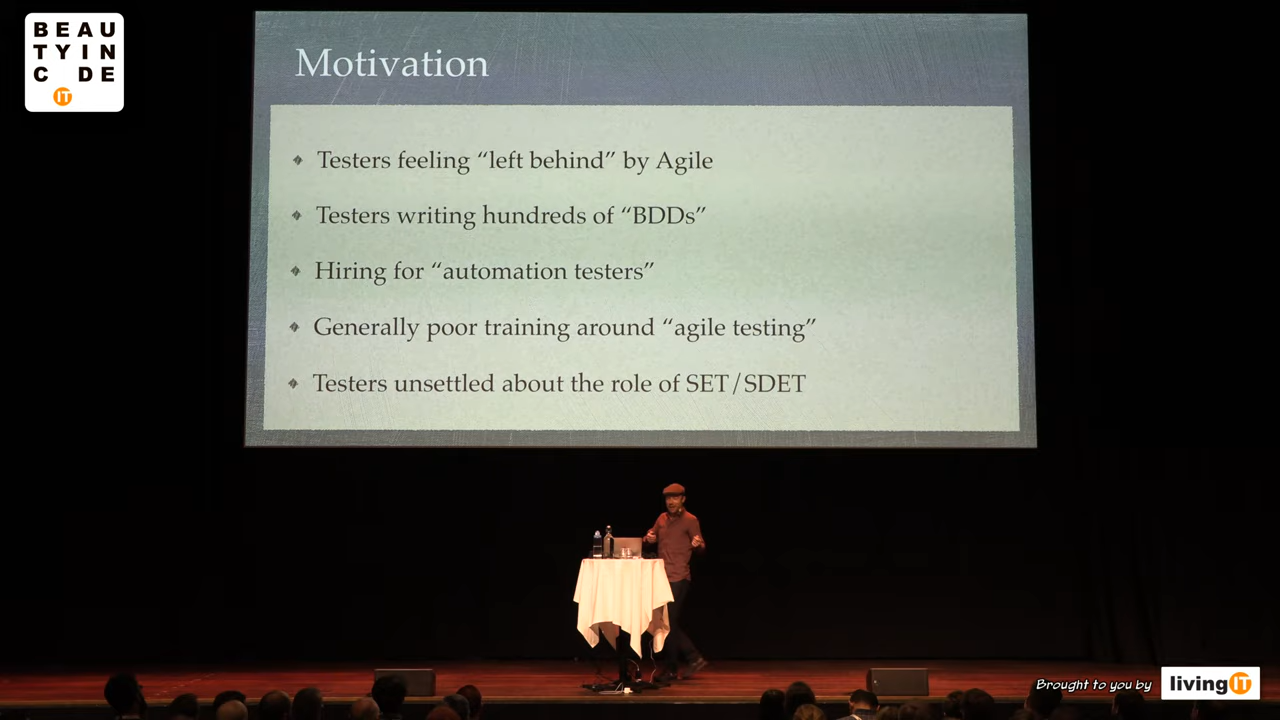 BEAU
TYIN
C DE
IT
Motivation
Testers feeling “left behind” by Agile
Testers writing hundreds of “BDDs”
Hiring for “automation testers”
Generally poor training around “agile testing”
Testers unsettled about the role of SET/SDET
Brought to you by livingIT